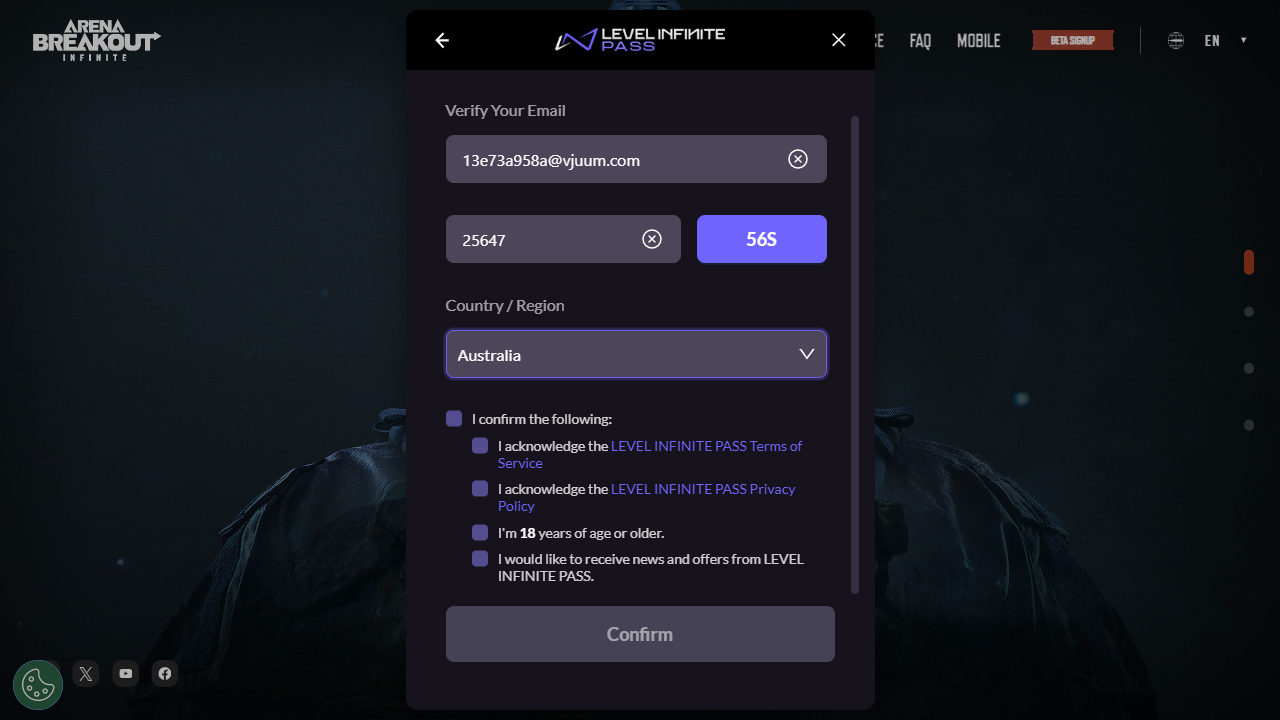 ARENA
BREAKOUT
INFINITE
LEVEL INFINITE
PASS
CE
FAQ
MOBILE
BETA SIGNUP
EN
Verify Your Email
13e73a958a@vjuum.com
25647
56S
Country / Region
Australia
I confirm the following:
I acknowledge the LEVEL INFINITE PASS Terms of
Service
I acknowledge the LEVEL INFINITE PASS Privacy
Policy
I'm 18 years of age or older.
I would like to receive news and offers from LEVEL
INFINITE PASS.
Confirm